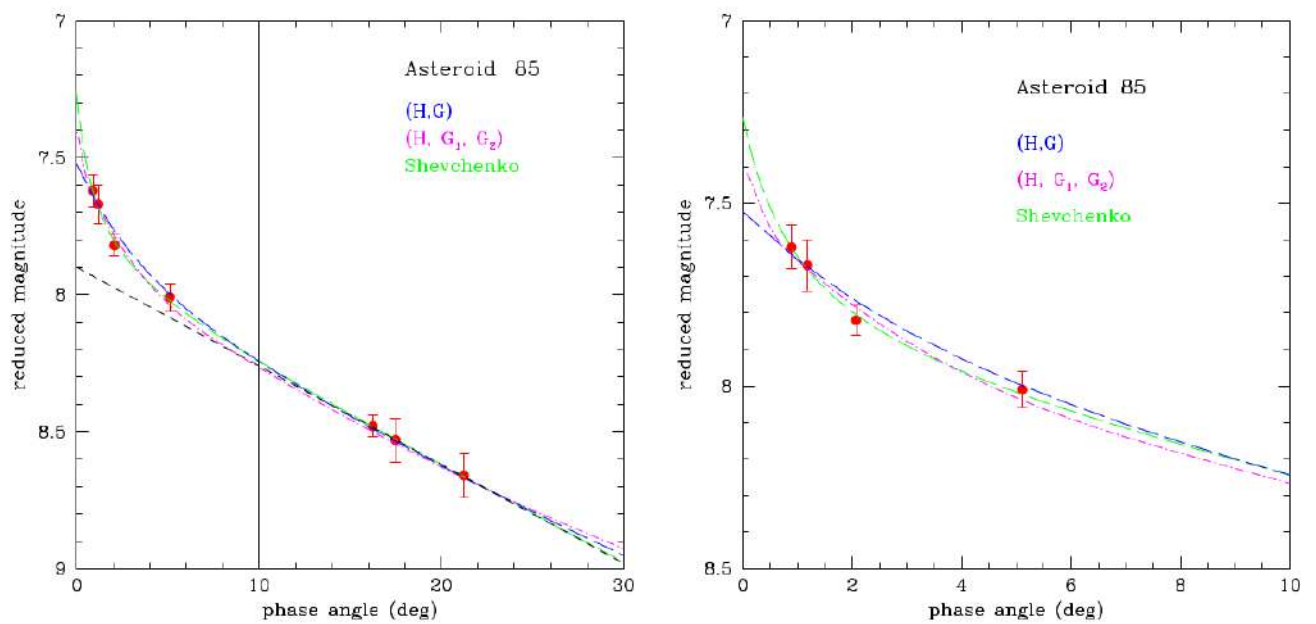 7
7.5
8
8.5
9
reduced magnitude
Asteroid 85
(H,G)
(H, G₁, G₂)
Shevchenko
0
10
20
30
phase angle (deg)
7
7.5
8
8.5
reduced magnitude
Asteroid 85
(H,G)
(H, G₁, G₂)
Shevchenko
0
2
4
6
8
10
phase angle (deg)